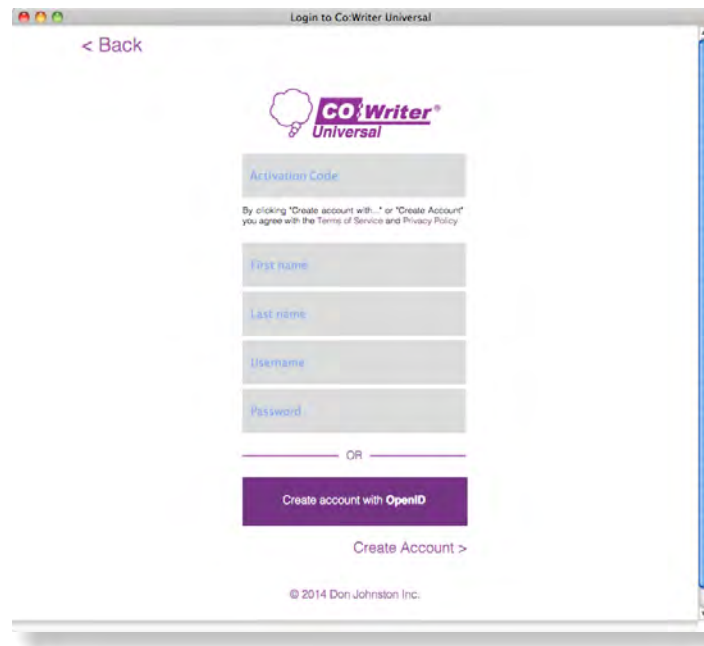 Login to Co:Writer Universal
< Back
CO:Writer®
Universal
Activation Code
By clicking "Create account with..." or "Create Account"
you agree with the Terms of Service and Privacy Policy
First name
Last name
Username
Password
OR
Create account with OpenID
Create Account >
© 2014 Don Johnston Inc.